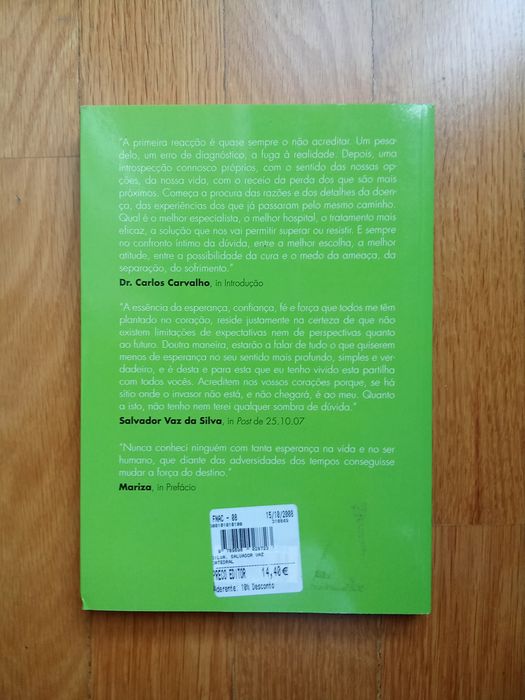 "A primeira reacção é quase sempre o não acreditar. Um pesa-
delo, um erro de diagnóstico, a fuga à realidade. Depois, uma
introspecção connosco próprios, com o sentido das nossas op-
ções, da nossa vida, com o receio da perda dos que são mais
próximos. Começa a procura das razões e dos detalhes da doen-
ça, das experiências dos que já passaram pelo mesmo caminho.
Qual é o melhor especialista, o melhor hospital, o tratamento mais
eficaz, a solução que nos vai permitir superar ou resistir. E sempre
no confronto íntimo da dúvida, entre a melhor escolha, a melhor
atitude, entre a possibilidade da cura e o medo da ameaça, da
separação, do sofrimento."
Dr. Carlos Carvalho, in Introdução
"A essência da esperança, confiança, fé e força que todos me têm
plantado no coração, reside justamente na certeza de que não
existem limitações de expectativas nem de perspectivas quanto
ao futuro. Doutra maneira, estarão a falar de tudo o que quiserem
menos de esperança no seu sentido mais profundo, simples e ver-
dadeiro, e é desta e para esta que eu tenho vivido esta partilha
com todos vocês. Acreditem nos vossos corações porque, se há
sítio onde o invasor não está, e não chegará, é ao meu. Quanto
a isto, não tenho nem terei qualquer sombra de dúvida."
Salvador Vaz da Silva, in Post de 25.10.07
"Nunca conheci ninguém com tanta esperança na vida e no ser
humano, que diante das adversidades dos tempos conseguisse
mudar a força do destino."
Mariza, in Prefácio
FNAC - 08 15/10/2008
SILVA, SALVADOR VAZ
CATEDRAL
PRECO EDITOR 14,40€
Aderente: 10% Desconto